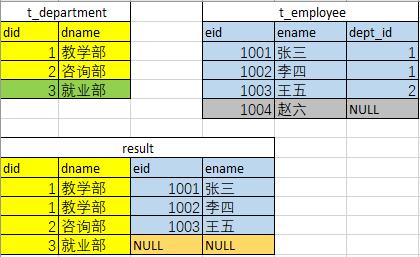 t_department
did dname
1 教学部
2 咨询部
3 就业部
t_employee
eid ename dept_id
1001 张三 1
1002 李四 1
1003 王五 2
1004 赵六 NULL
result
did dname eid ename
1 教学部 1001 张三
1 教学部 1002 李四
2 咨询部 1003 王五
3 就业部 NULL NULL